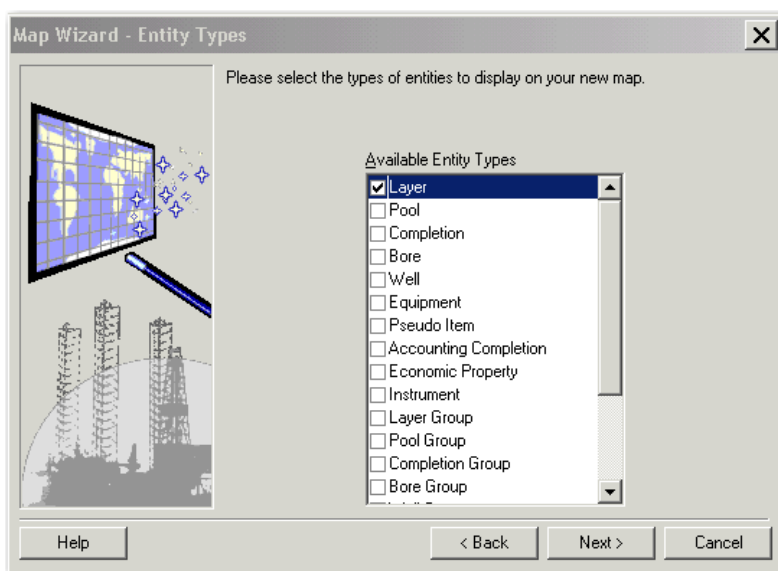 Map Wizard - Entity Types
Please select the types of entities to display on your new map.
Available Entity Types
Layer
Pool
Completion
Bore
Well
Equipment
Pseudo Item
Accounting Completion
Economic Property
Instrument
Layer Group
Pool Group
Completion Group
Bore Group
Help
< Back
Next >
Cancel